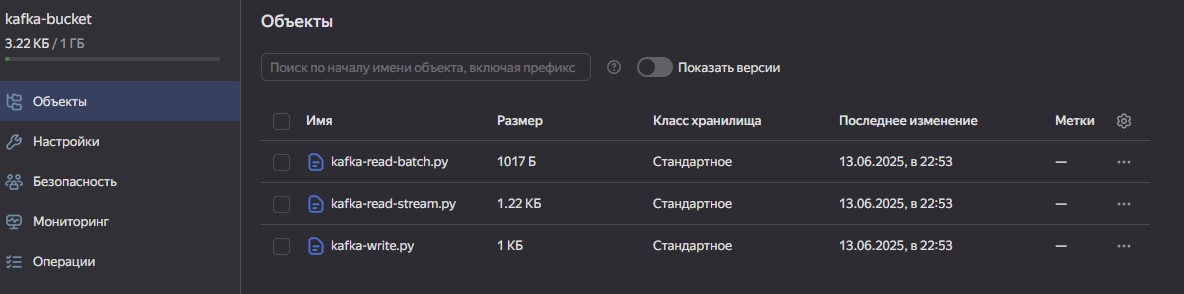 kafka-bucket
3.22 КБ / 1 ГБ
Объекты
Настройки
Безопасность
Мониторинг
Операции
Объекты
Поиск по началу имени объекта, включая префикс
Показать версии
Имя Размер Класс хранилища Последнее изменение Метки
kafka-read-batch.py 1017 Б Стандартное 13.06.2025, в 22:53 —
kafka-read-stream.py 1.22 КБ Стандартное 13.06.2025, в 22:53 —
kafka-write.py 1 КБ Стандартное 13.06.2025, в 22:53 —